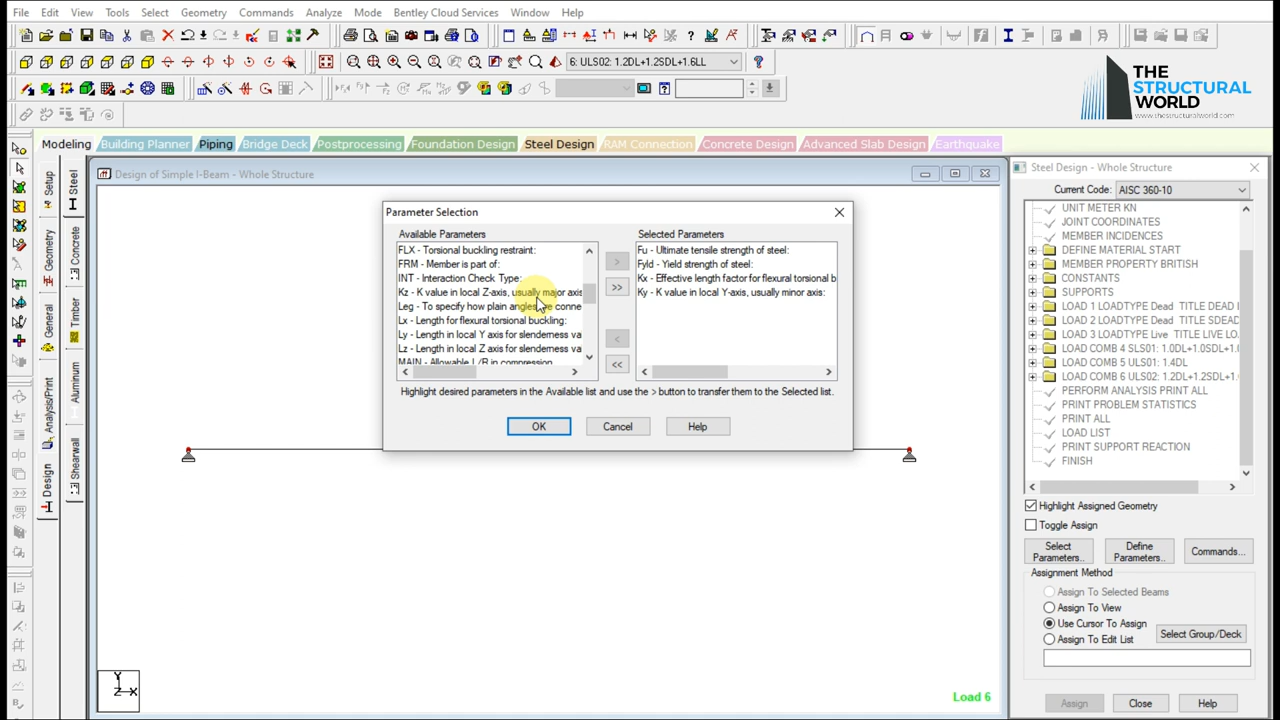 File Edit View Tools Select Geometry Commands Analyze Mode Bentley Cloud Services Window Help
6: ULS02: 1.2DL+1.2SDL+1.6LL
THE
STRUCTURAL
WORLD
www.thestructuralworld.com
Modeling Building Planner Piping Bridge Deck Postprocessing Foundation Design Steel Design RAM Connection Concrete Design Advanced Slab Design Earthquake
Setup
Geometry
General
Analysis/Print
Design
Steel
Concrete
Timber
Aluminum
Shearwall
Design of Simple I-Beam - Whole Structure
Parameter Selection
Available Parameters
FLX - Torsional buckling restraint:
FRM - Member is part of:
INT - Interaction Check Type:
Kz - K value in local Z-axis, usually major axis
Leg - To specify how plain angles are conne
Lx - Length for flexural torsional buckling:
Ly - Length in local Y axis for slenderness va
Lz - Length in local Z axis for slenderness va
MAIN - Allowable L/R in compression
>
>>
<
<<
Selected Parameters
Fu - Ultimate tensile strength of steel:
Fyld - Yield strength of steel:
Kx - Effective length factor for flexural torsional b
Ky - K value in local Y-axis, usually minor axis:
Highlight desired parameters in the Available list and use the > button to transfer them to the Selected list.
OK Cancel Help
Y
Z X
Load 6
Steel Design - Whole Structure
Current Code: AISC 360-10
UNIT METER KN
JOINT COORDINATES
MEMBER INCIDENCES
DEFINE MATERIAL START
MEMBER PROPERTY BRITISH
CONSTANTS
SUPPORTS
LOAD 1 LOADTYPE Dead TITLE DEAD
LOAD 2 LOADTYPE Dead TITLE SDEAD
LOAD 3 LOADTYPE Live TITLE LIVE LO
LOAD COMB 4 SLS01: 1.0DL+1.0SDL+1.
LOAD COMB 5 ULS01: 1.4DL
LOAD COMB 6 ULS02: 1.2DL+1.2SDL+1.
PERFORM ANALYSIS PRINT ALL
PRINT PROBLEM STATISTICS
PRINT ALL
LOAD LIST
PRINT SUPPORT REACTION
FINISH
Highlight Assigned Geometry
Toggle Assign
Select Parameters.. Define Parameters.. Commands...
Assignment Method
Assign To Selected Beams
Assign To View
Use Cursor To Assign
Assign To Edit List
Select Group/Deck
Assign Close Help